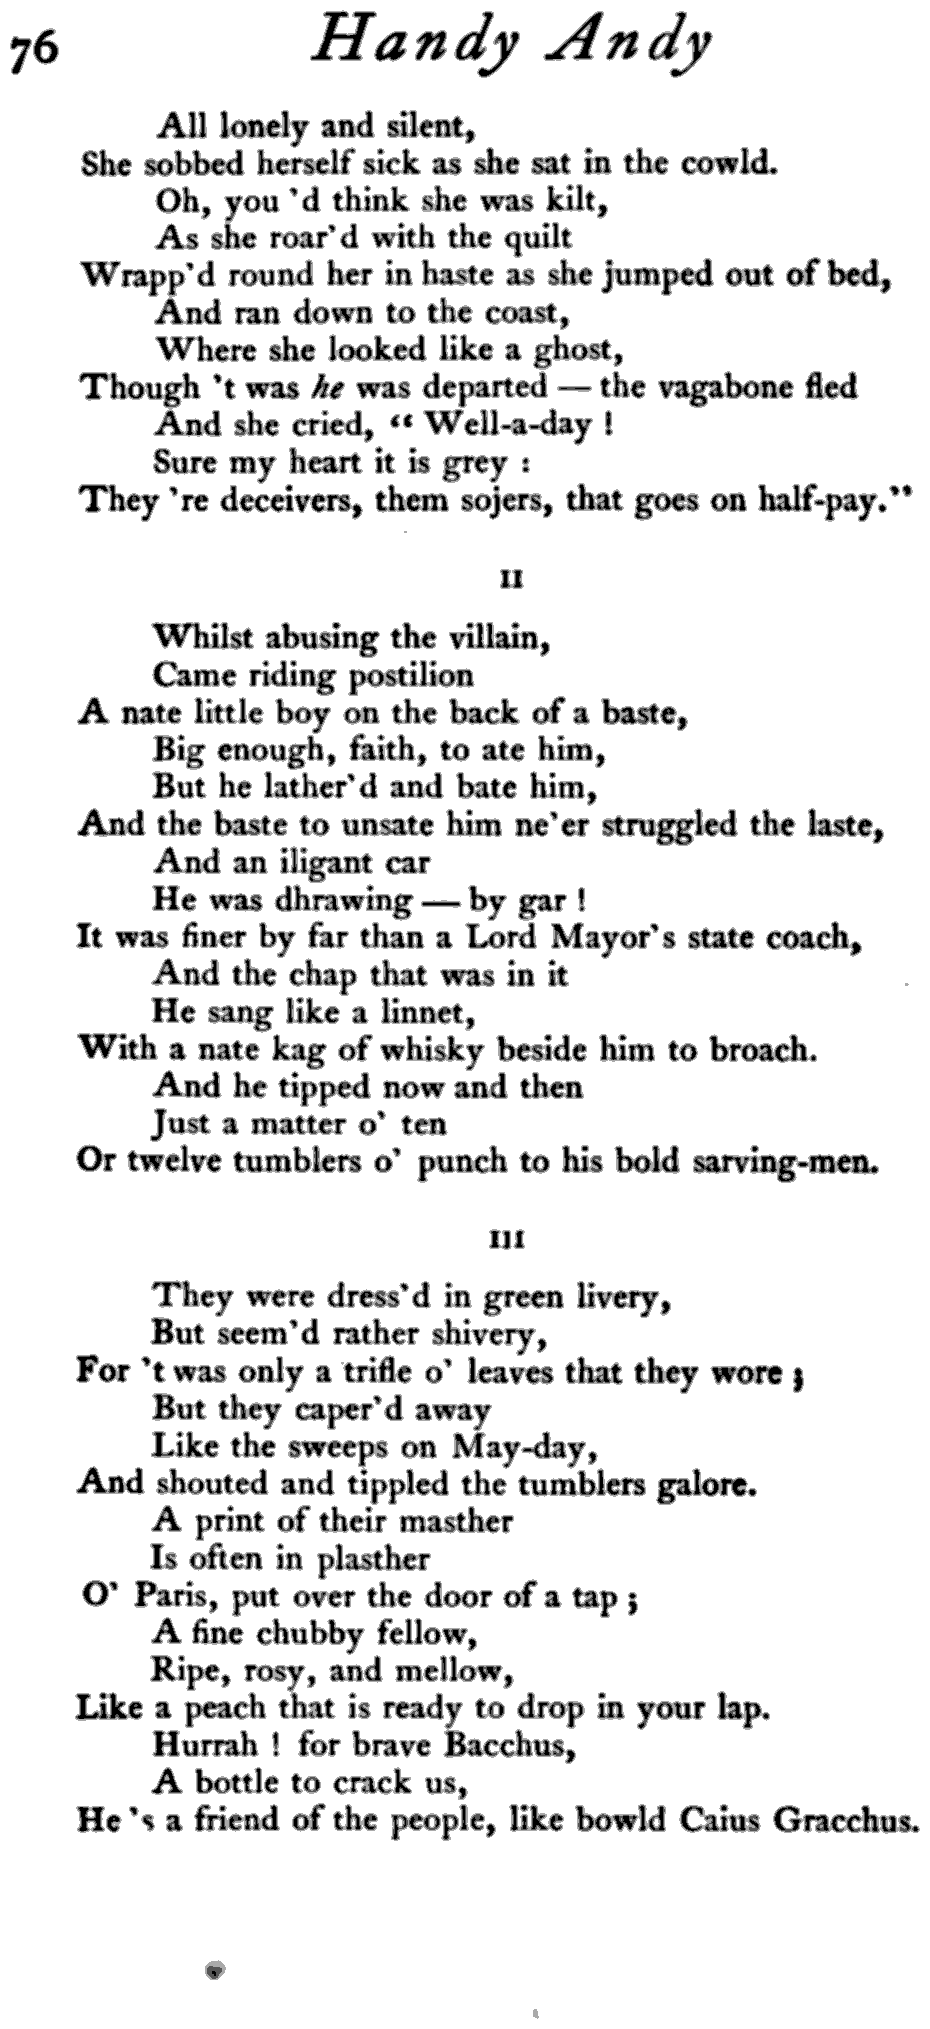 76 Handy Andy
All lonely and silent,
She sobbed herself sick as she sat in the cowld.
Oh, you 'd think she was kilt,
As she roar'd with the quilt
Wrapp'd round her in haste as she jumped out of bed,
And ran down to the coast,
Where she looked like a ghost,
Though 't was he was departed — the vagabone fled
And she cried, “ Well-a-day !
Sure my heart it is grey :
They 're deceivers, them sojers, that goes on half-pay.”
II
Whilst abusing the villain,
Came riding postilion
A nate little boy on the back of a baste,
Big enough, faith, to ate him,
But he lather'd and bate him,
And the baste to unsate him ne'er struggled the laste,
And an iligant car
He was dhrawing — by gar !
It was finer by far than a Lord Mayor's state coach,
And the chap that was in it
He sang like a linnet,
With a nate kag of whisky beside him to broach.
And he tipped now and then
Just a matter o' ten
Or twelve tumblers o' punch to his bold sarving-men.
III
They were dress'd in green livery,
But seem'd rather shivery,
For 't was only a trifle o' leaves that they wore ;
But they caper'd away
Like the sweeps on May-day,
And shouted and tippled the tumblers galore.
A print of their masther
Is often in plasther
O' Paris, put over the door of a tap ;
A fine chubby fellow,
Ripe, rosy, and mellow,
Like a peach that is ready to drop in your lap.
Hurrah ! for brave Bacchus,
A bottle to crack us,
He 's a friend of the people, like bowld Caius Gracchus.